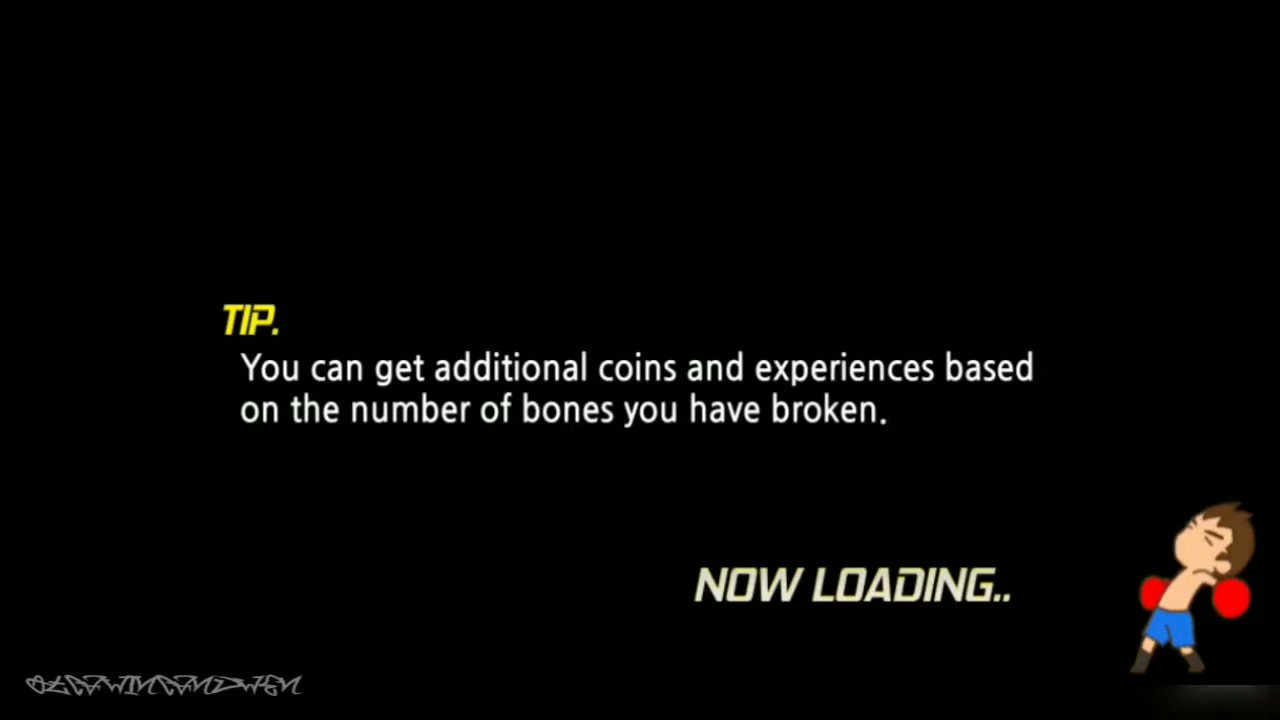 TIP.
You can get additional coins and experiences based
on the number of bones you have broken.
NOW LOADING..